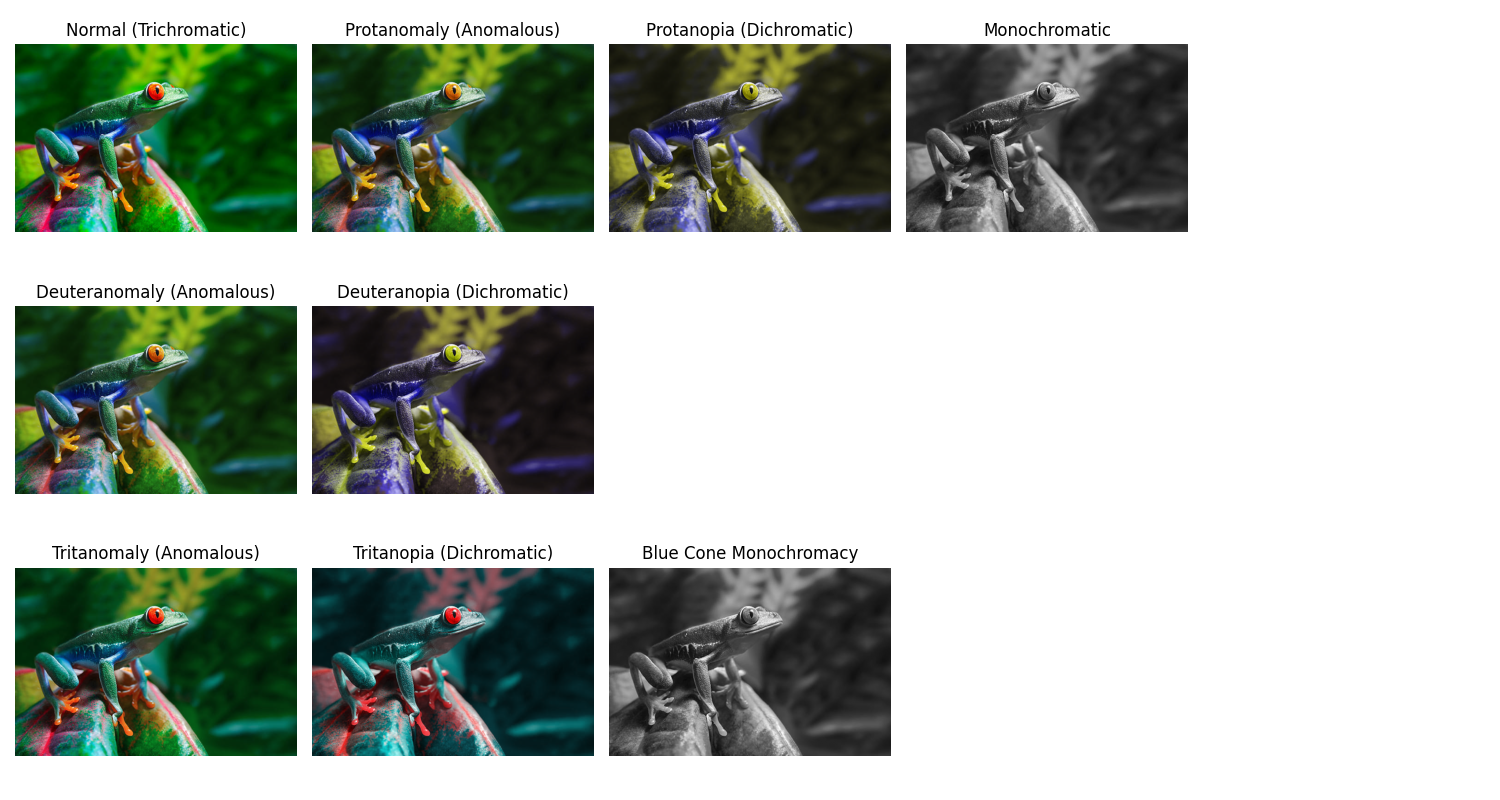 Normal (Trichromatic)
Protanomaly (Anomalous)
Protanopia (Dichromatic)
Monochromatic
Deuteranomaly (Anomalous)
Deuteranopia (Dichromatic)
Tritanomaly (Anomalous)
Tritanopia (Dichromatic)
Blue Cone Monochromacy